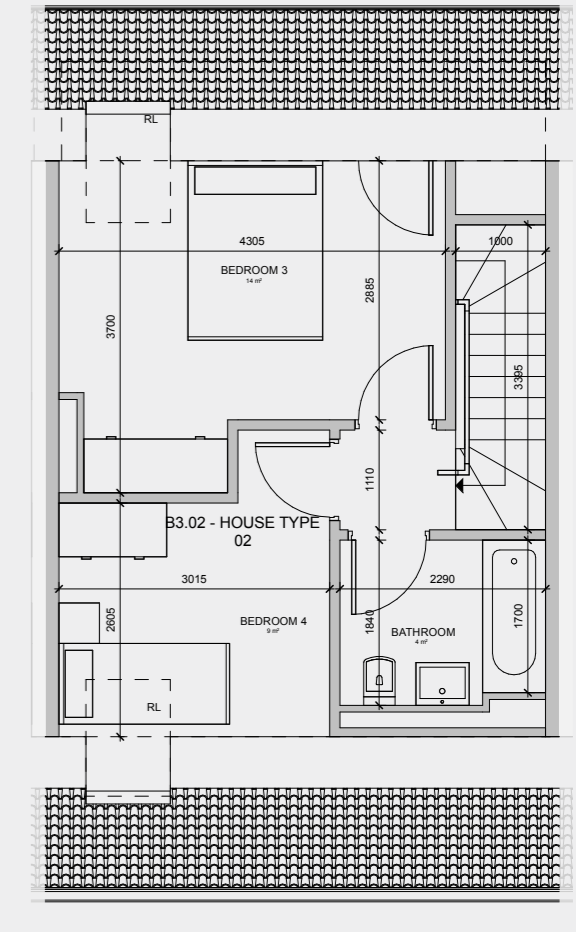 RL
4305
1000
BEDROOM 3
14 m²
2885
3700
3395
1110
B3.02 - HOUSE TYPE
02
3015
2290
2605
BEDROOM 4
9 m²
1840
BATHROOM
4 m²
1700
RL